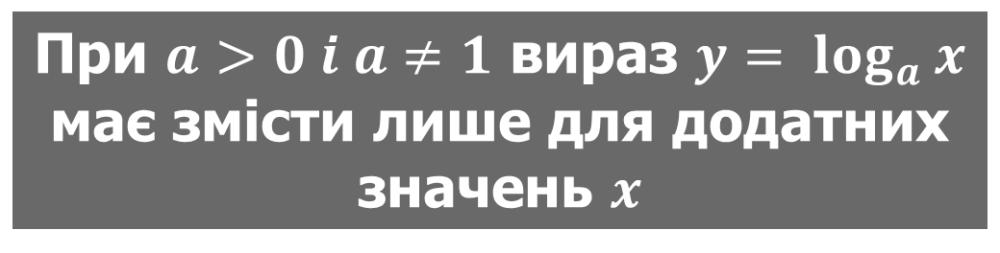 При a > 0 і a ≠ 1 вираз y = logₐ x
має змісти лише для додатних
значень x